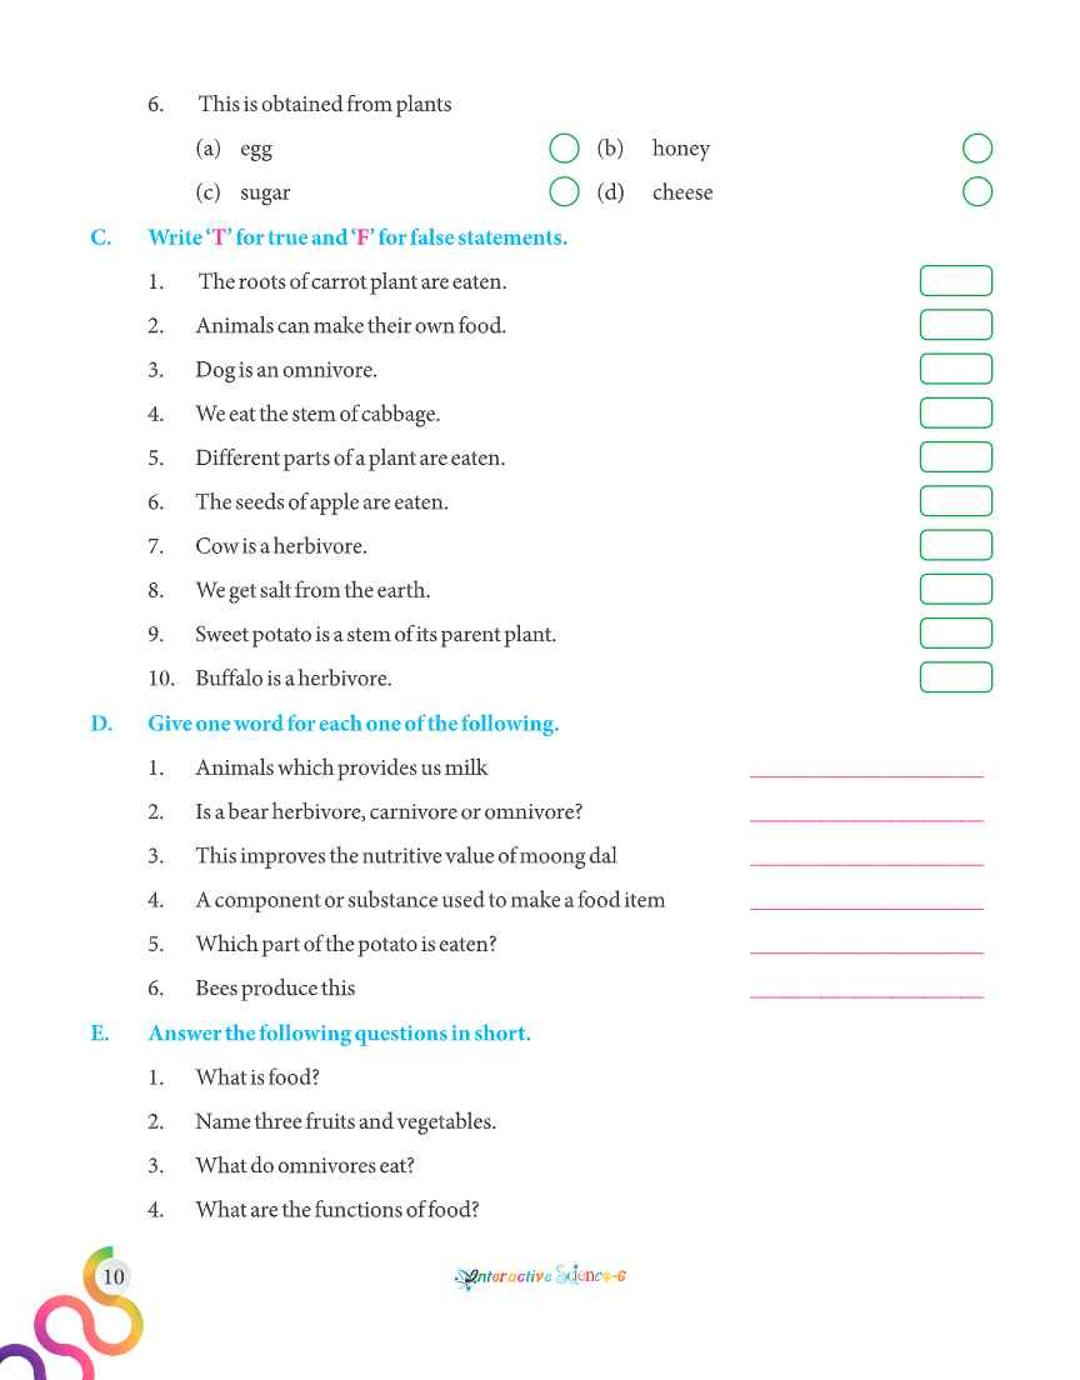 6. This is obtained from plants
(a) egg (b) honey
(c) sugar (d) cheese
C. Write ‘T’ for true and ‘F’ for false statements.
1. The roots of carrot plant are eaten.
2. Animals can make their own food.
3. Dog is an omnivore.
4. We eat the stem of cabbage.
5. Different parts of a plant are eaten.
6. The seeds of apple are eaten.
7. Cow is a herbivore.
8. We get salt from the earth.
9. Sweet potato is a stem of its parent plant.
10. Buffalo is a herbivore.
D. Give one word for each one of the following.
1. Animals which provides us milk
2. Is a bear herbivore, carnivore or omnivore?
3. This improves the nutritive value of moong dal
4. A component or substance used to make a food item
5. Which part of the potato is eaten?
6. Bees produce this
E. Answer the following questions in short.
1. What is food?
2. Name three fruits and vegetables.
3. What do omnivores eat?
4. What are the functions of food?
10 Interactive Science-6